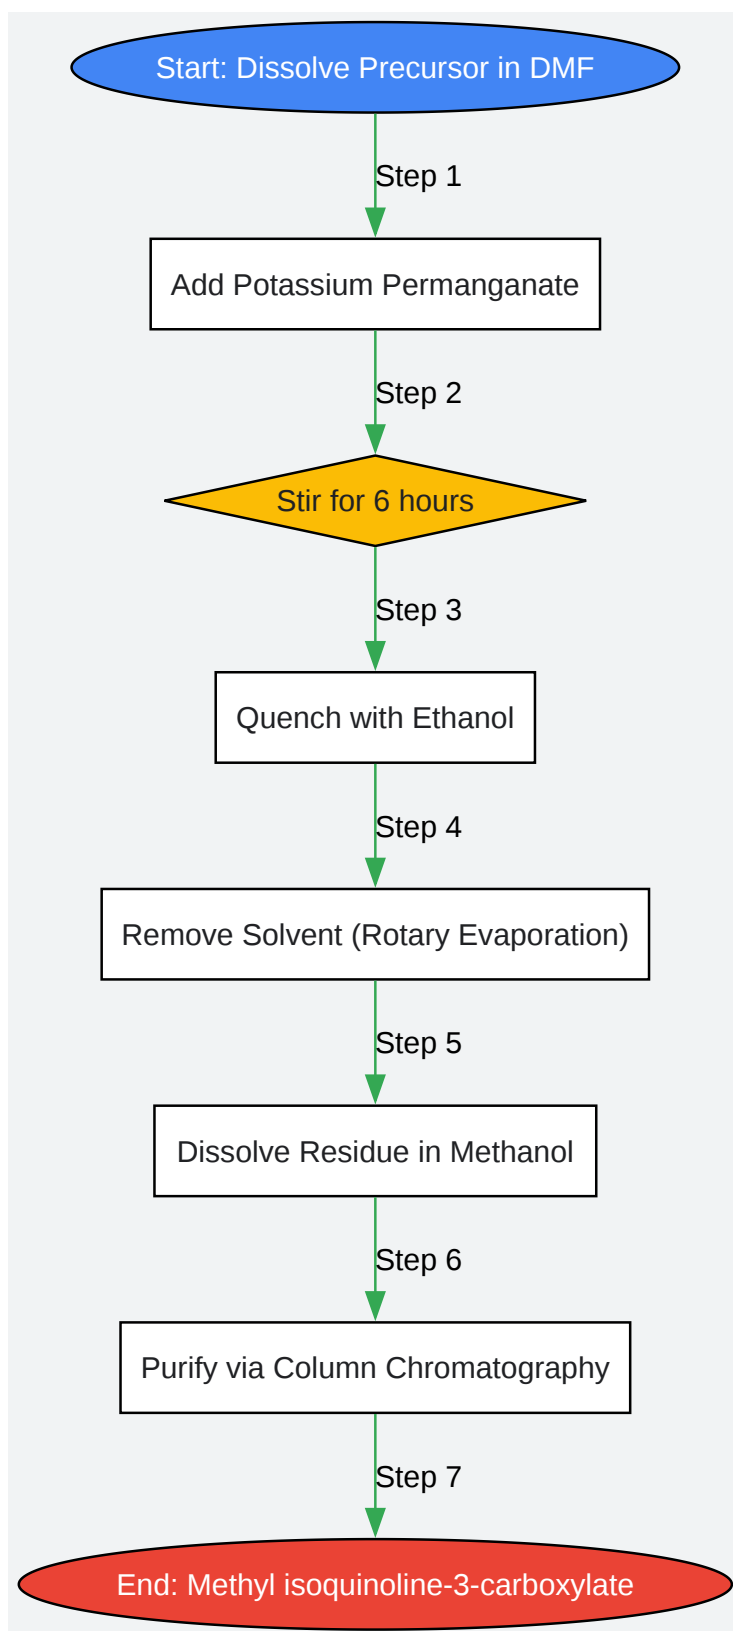 Start: Dissolve Precursor in DMF
Step 1
Add Potassium Permanganate
Step 2
Stir for 6 hours
Step 3
Quench with Ethanol
Step 4
Remove Solvent (Rotary Evaporation)
Step 5
Dissolve Residue in Methanol
Step 6
Purify via Column Chromatography
Step 7
End: Methyl isoquinoline-3-carboxylate